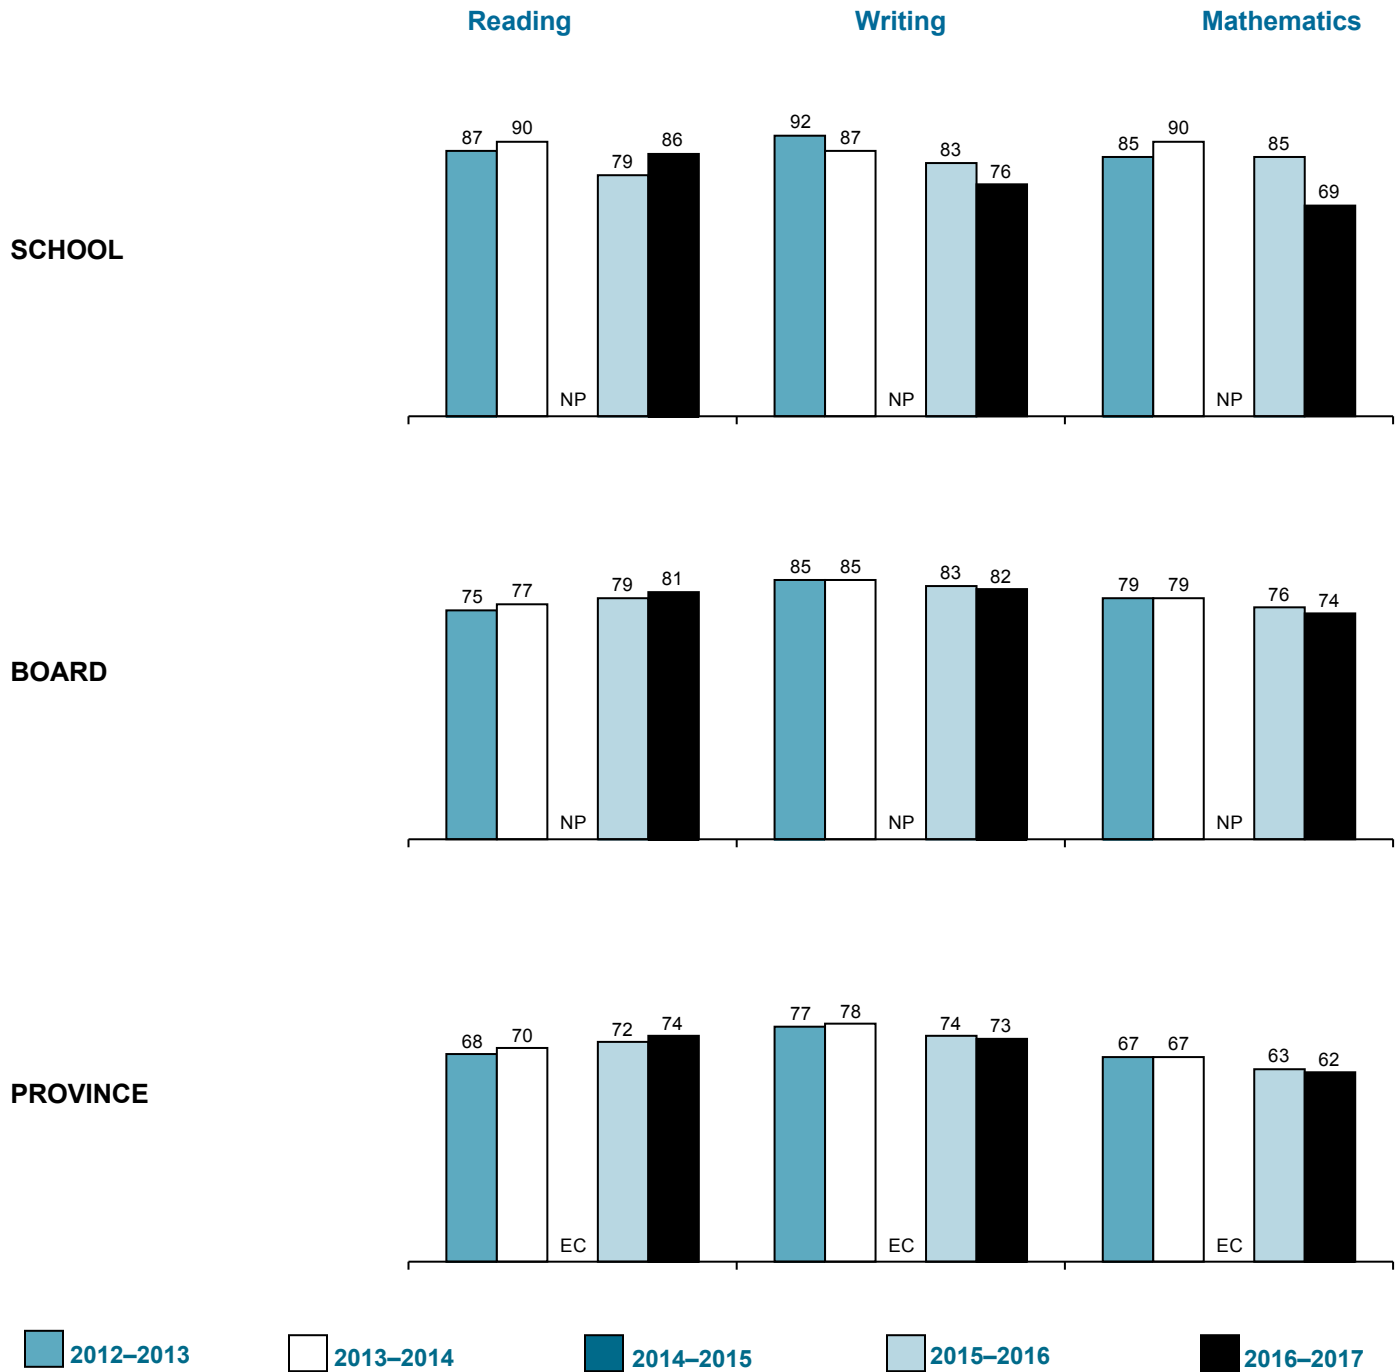 Reading Writing Mathematics
SCHOOL
87 90 NP 79 86 92 87 NP 83 76 85 90 NP 85 69
BOARD
75 77 NP 79 81 85 85 NP 83 82 79 79 NP 76 74
PROVINCE
68 70 EC 72 74 77 78 EC 74 73 67 67 EC 63 62
2012–2013 2013–2014 2014–2015 2015–2016 2016–2017